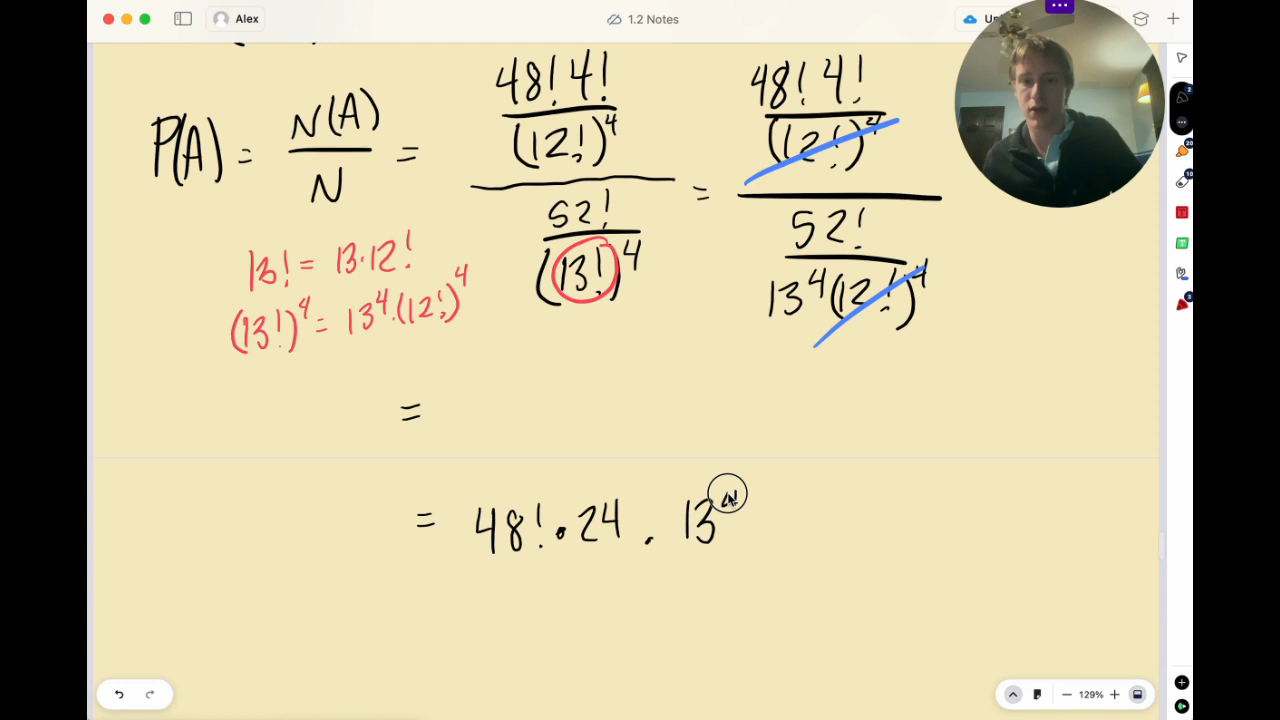 Alex
1.2 Notes
P(A) = N(A) / N = (48! 4! / (12!)^4) / (52! / (13!)^4) = (48! 4! / (12!)^4) / (52! / 13^4 (12!)^4)
13! = 13 · 12!
(13!)^4 = 13^4 · (12!)^4
=
= 48! · 24 · 13^4
129%